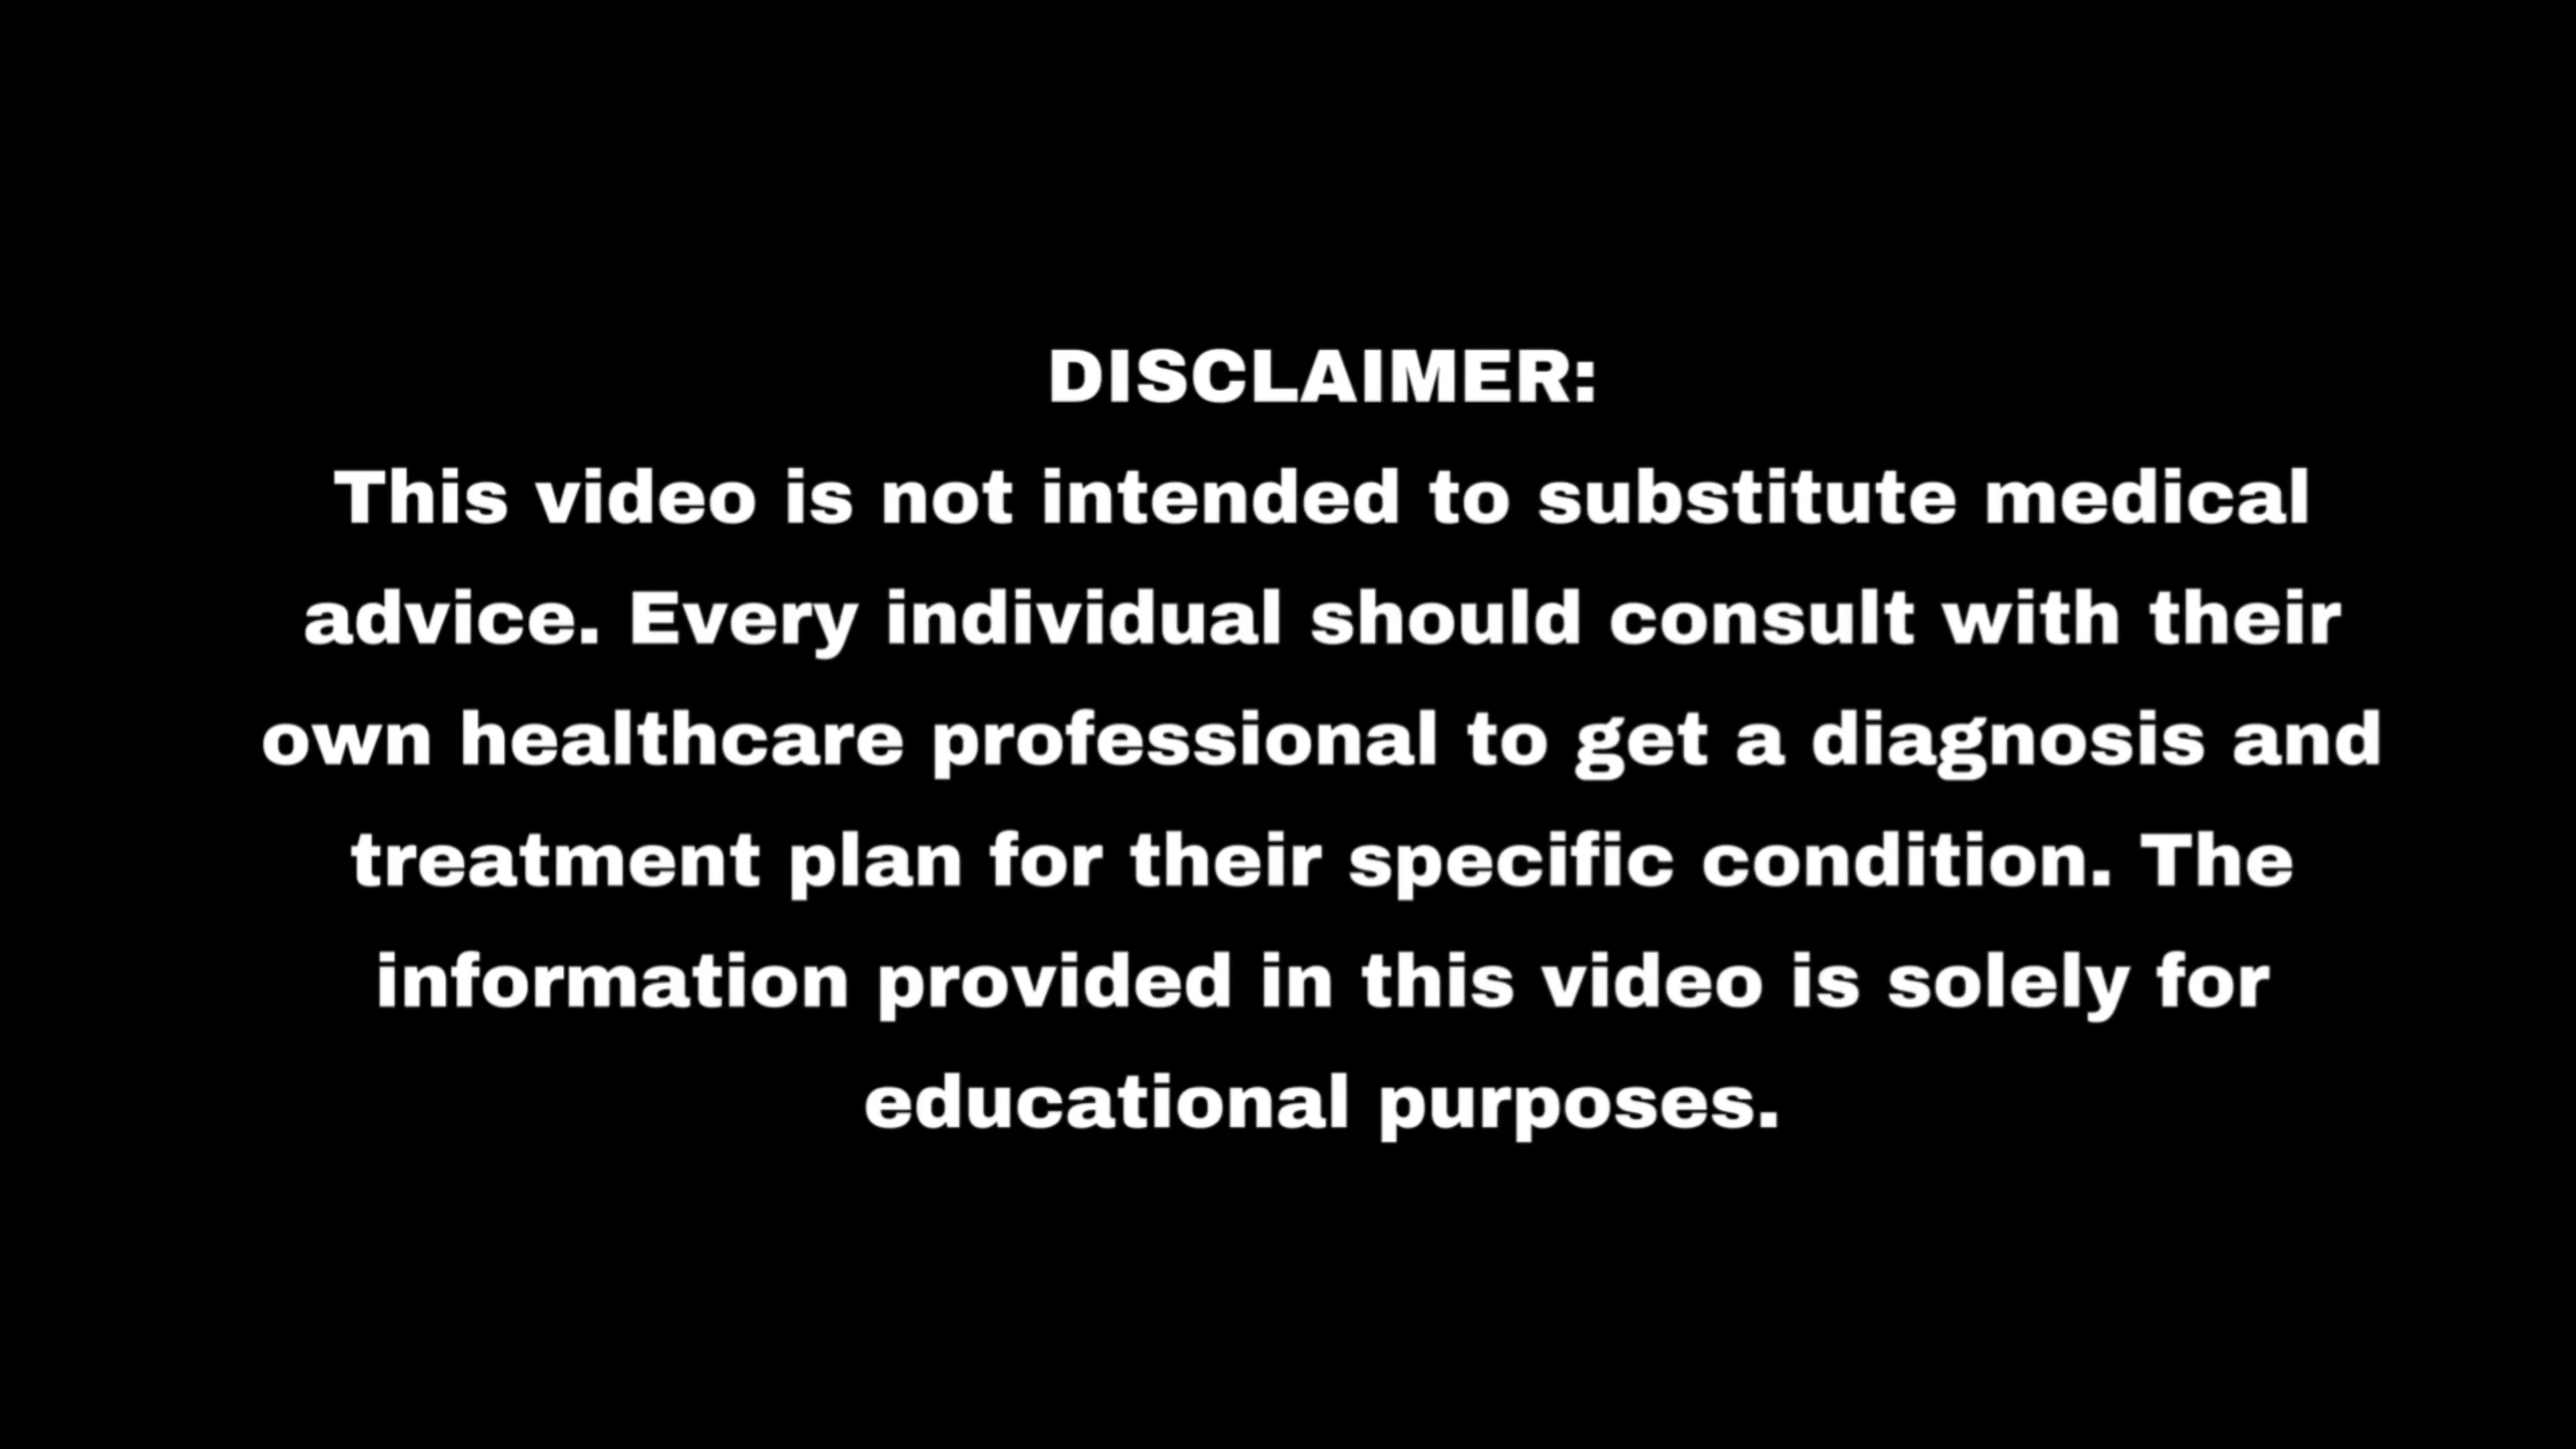 DISCLAIMER:
This video is not intended to substitute medical
advice. Every individual should consult with their
own healthcare professional to get a diagnosis and
treatment plan for their specific condition. The
information provided in this video is solely for
educational purposes.